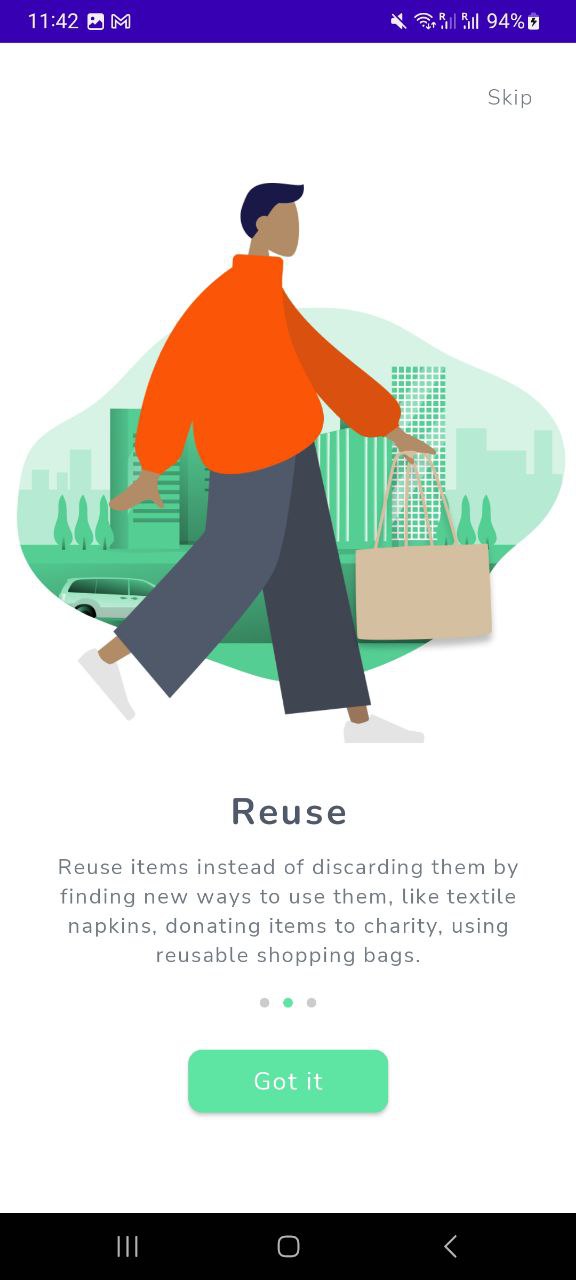 11:42
R R 94%
Skip
Reuse
Reuse items instead of discarding them by
finding new ways to use them, like textile
napkins, donating items to charity, using
reusable shopping bags.
Got it